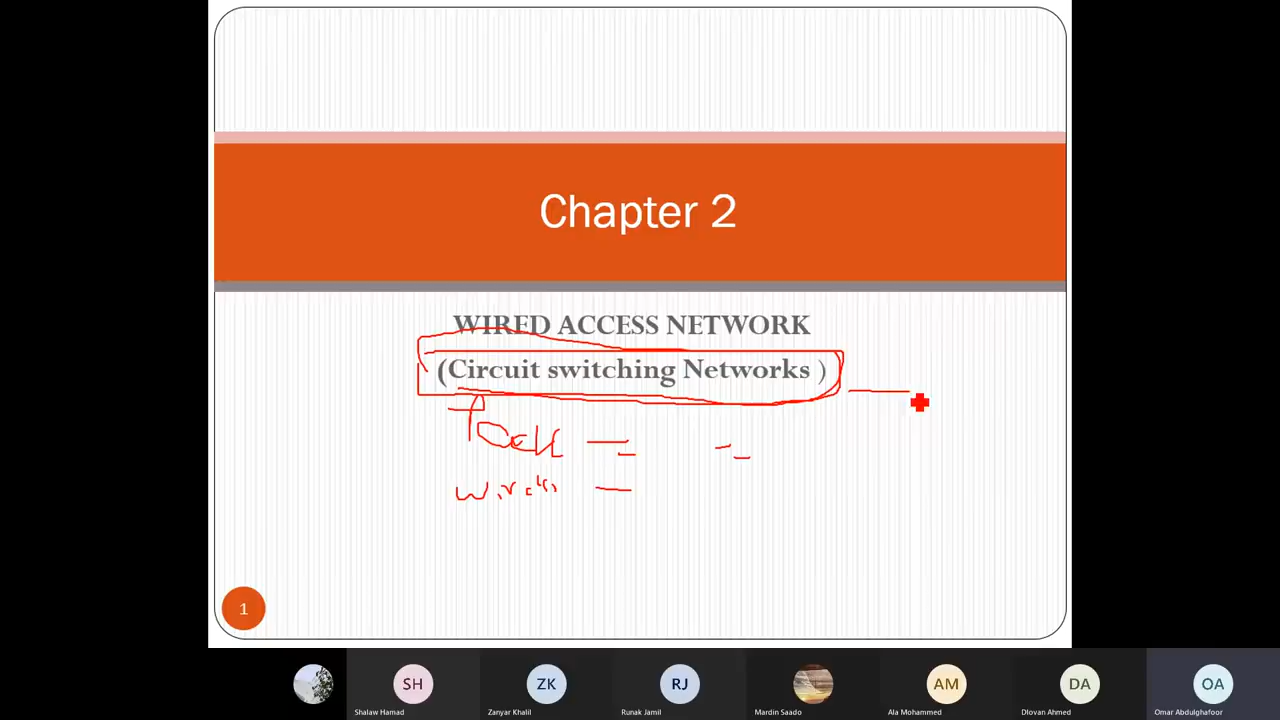 Chapter 2
WIRED ACCESS NETWORK
(Circuit switching Networks )
1
SH
ZK
RJ
AM
DA
OA
Shalaw Hamad
Zanyar Khalil
Runak Jamil
Mardin Saado
Ala Mohammed
Dlovan Ahmed
Omar Abdulghafoor